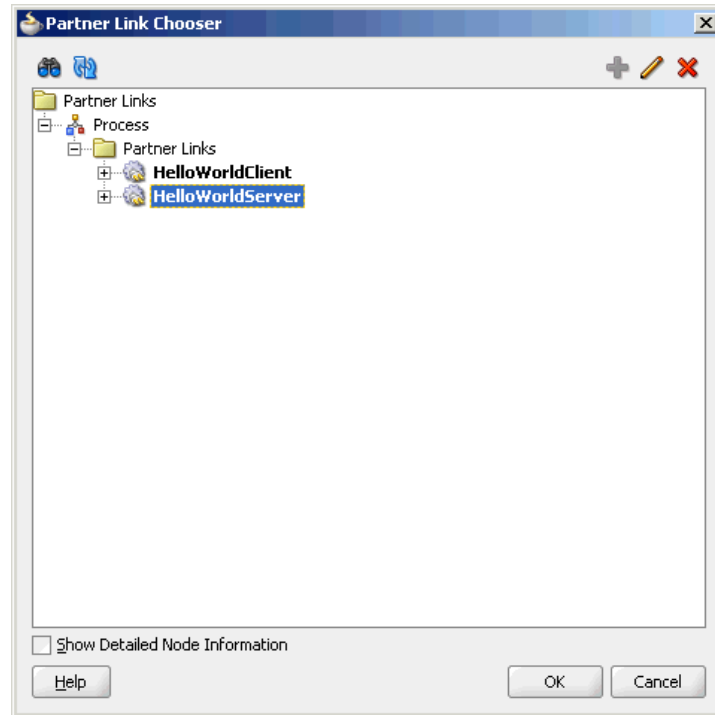 Partner Link Chooser
Partner Links
Process
Partner Links
HelloWorldClient
HelloWorldServer
Show Detailed Node Information
Help OK Cancel